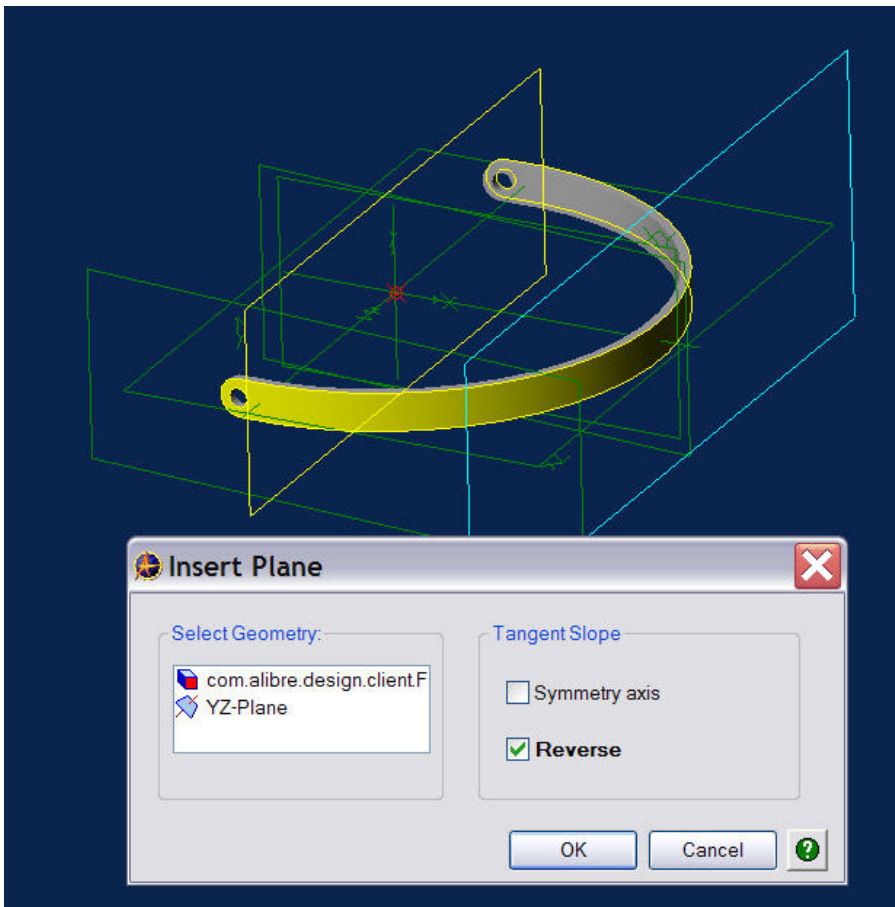 Insert Plane
Select Geometry:
com.alibre.design.client.F
YZ-Plane
Tangent Slope
Symmetry axis
Reverse
OK
Cancel
?